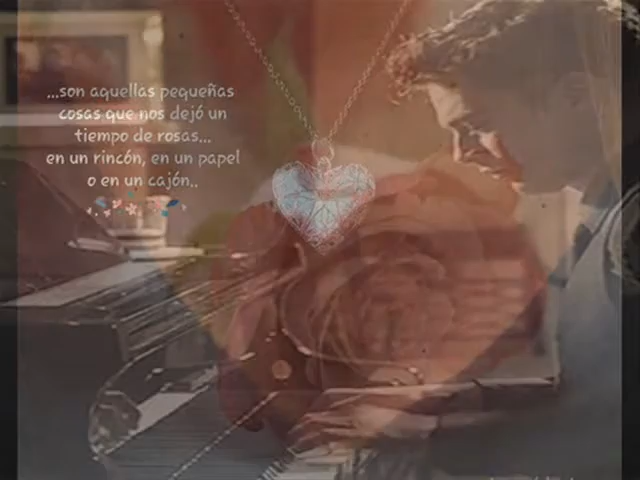 ...son aquellas pequeñas
cosas que nos dejó un
tiempo de rosas...
en un rincón, en un papel
o en un cajón..